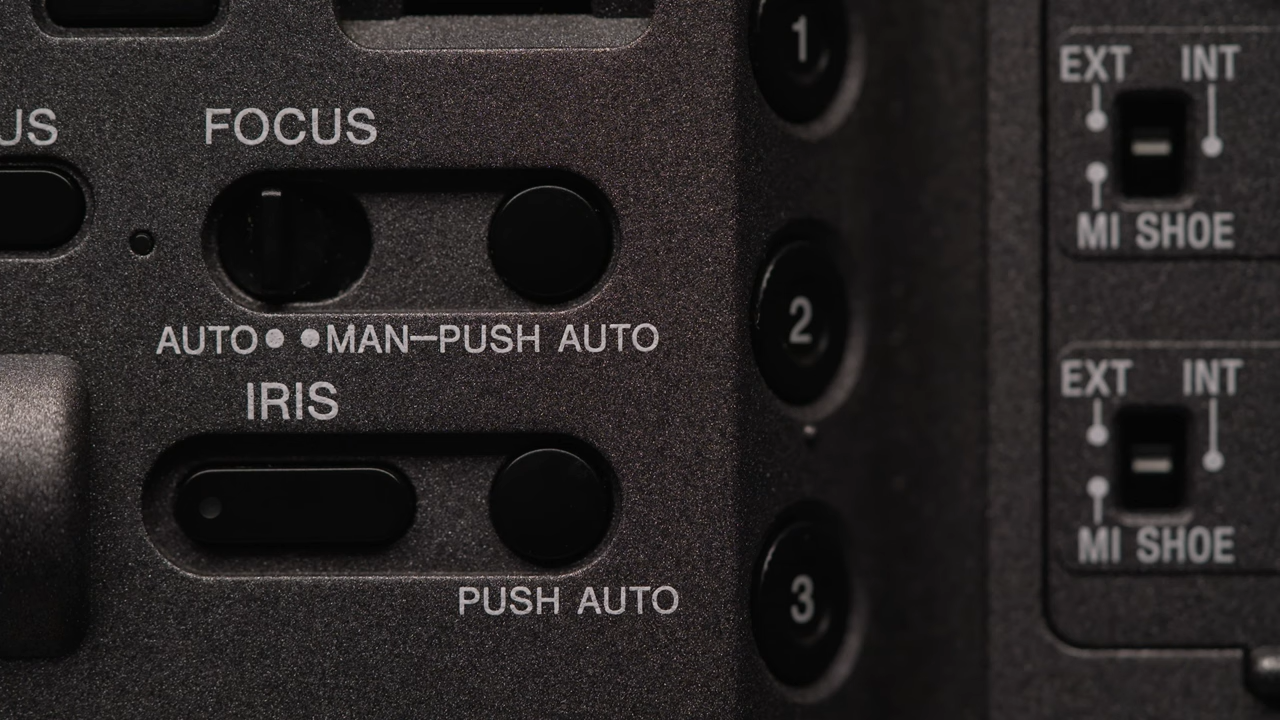 US
FOCUS
AUTO● ●MAN—PUSH AUTO
IRIS
PUSH AUTO
1
2
3
EXT INT
MI SHOE
EXT INT
MI SHOE